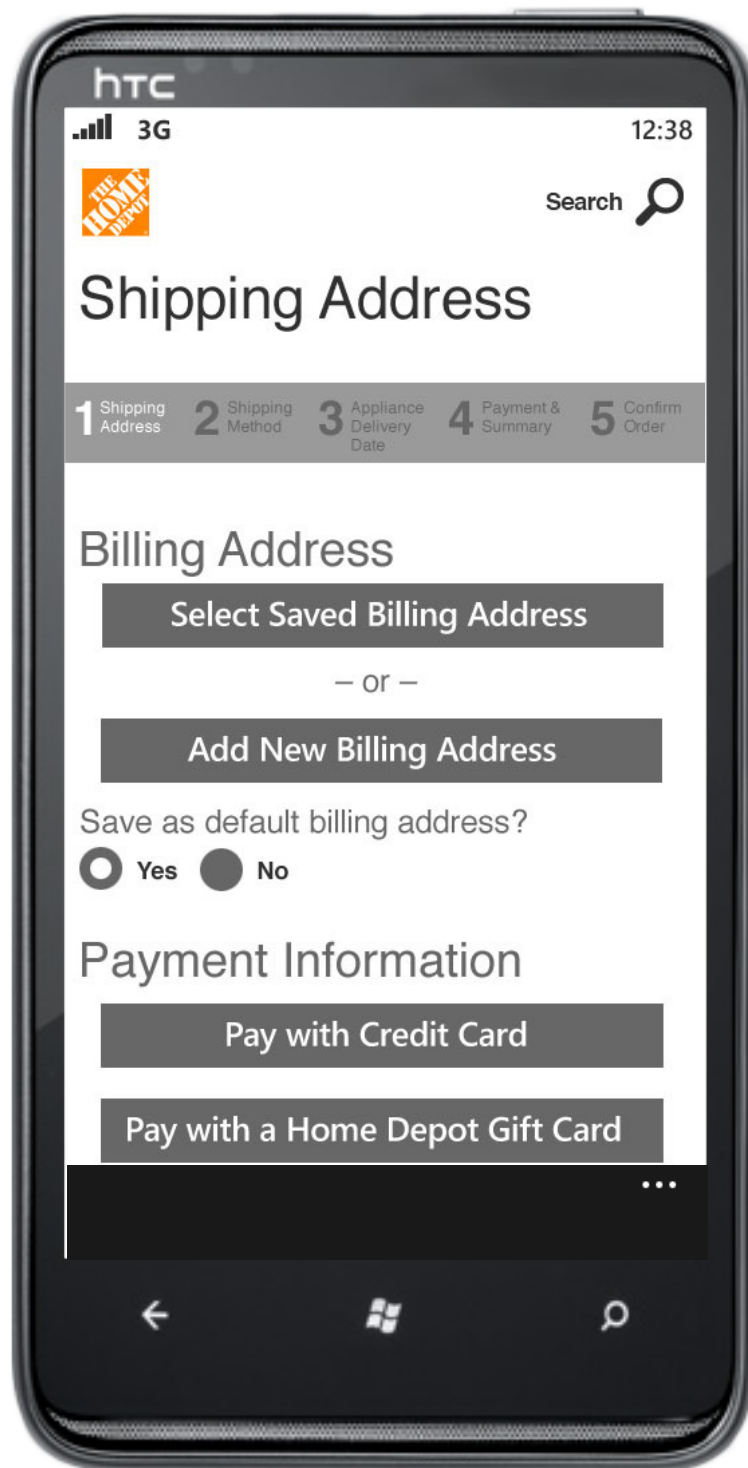 htc
3G
12:38
THE
HOME
DEPOT
Search
Shipping Address
1 Shipping
Address
2 Shipping
Method
3 Appliance
Delivery
Date
4 Payment &
Summary
5 Confirm
Order
Billing Address
Select Saved Billing Address
– or –
Add New Billing Address
Save as default billing address?
Yes No
Payment Information
Pay with Credit Card
Pay with a Home Depot Gift Card
...